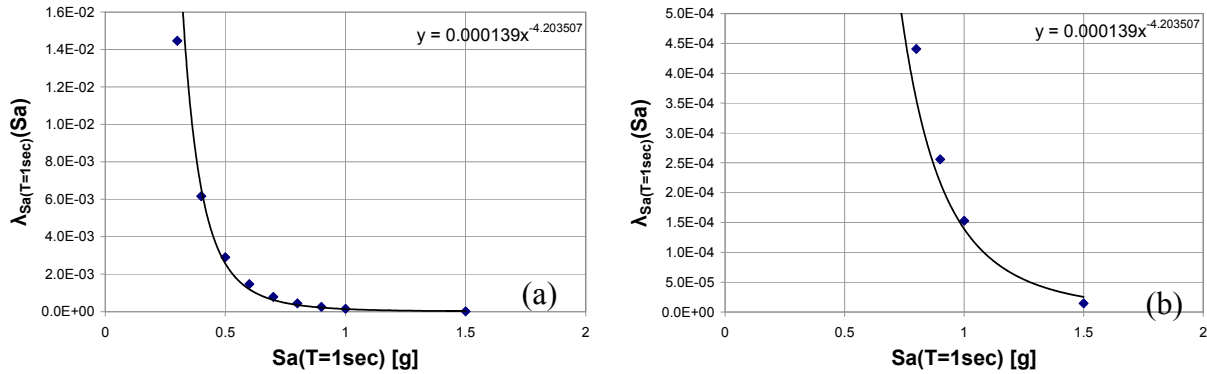 1.6E-02
1.4E-02
1.2E-02
1.0E-02
8.0E-03
6.0E-03
4.0E-03
2.0E-03
0.0E+00
λSa(T=1sec)(Sa)
y = 0.000139x^-4.203507
(a)
0 0.5 1 1.5 2
Sa(T=1sec) [g]
5.0E-04
4.5E-04
4.0E-04
3.5E-04
3.0E-04
2.5E-04
2.0E-04
1.5E-04
1.0E-04
5.0E-05
0.0E+00
λSa(T=1sec)(Sa)
y = 0.000139x^-4.203507
(b)
0 0.5 1 1.5 2
Sa(T=1sec) [g]